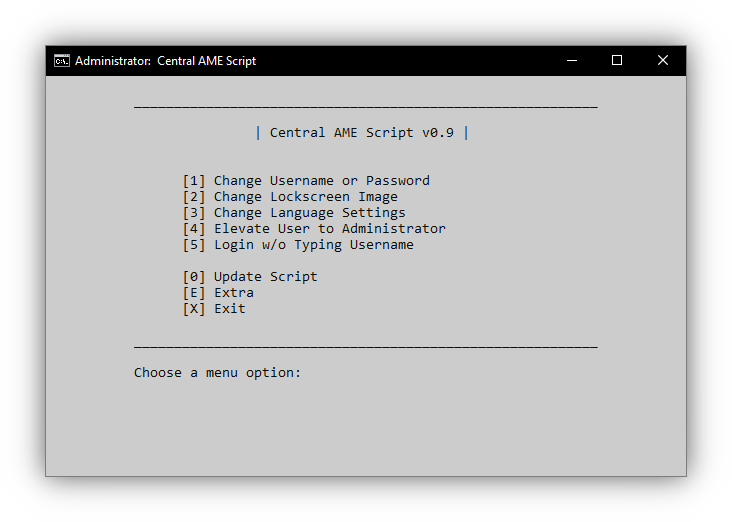 C:\. Administrator: Central AME Script
| Central AME Script v0.9 |
[1] Change Username or Password
[2] Change Lockscreen Image
[3] Change Language Settings
[4] Elevate User to Administrator
[5] Login w/o Typing Username
[0] Update Script
[E] Extra
[X] Exit
Choose a menu option: